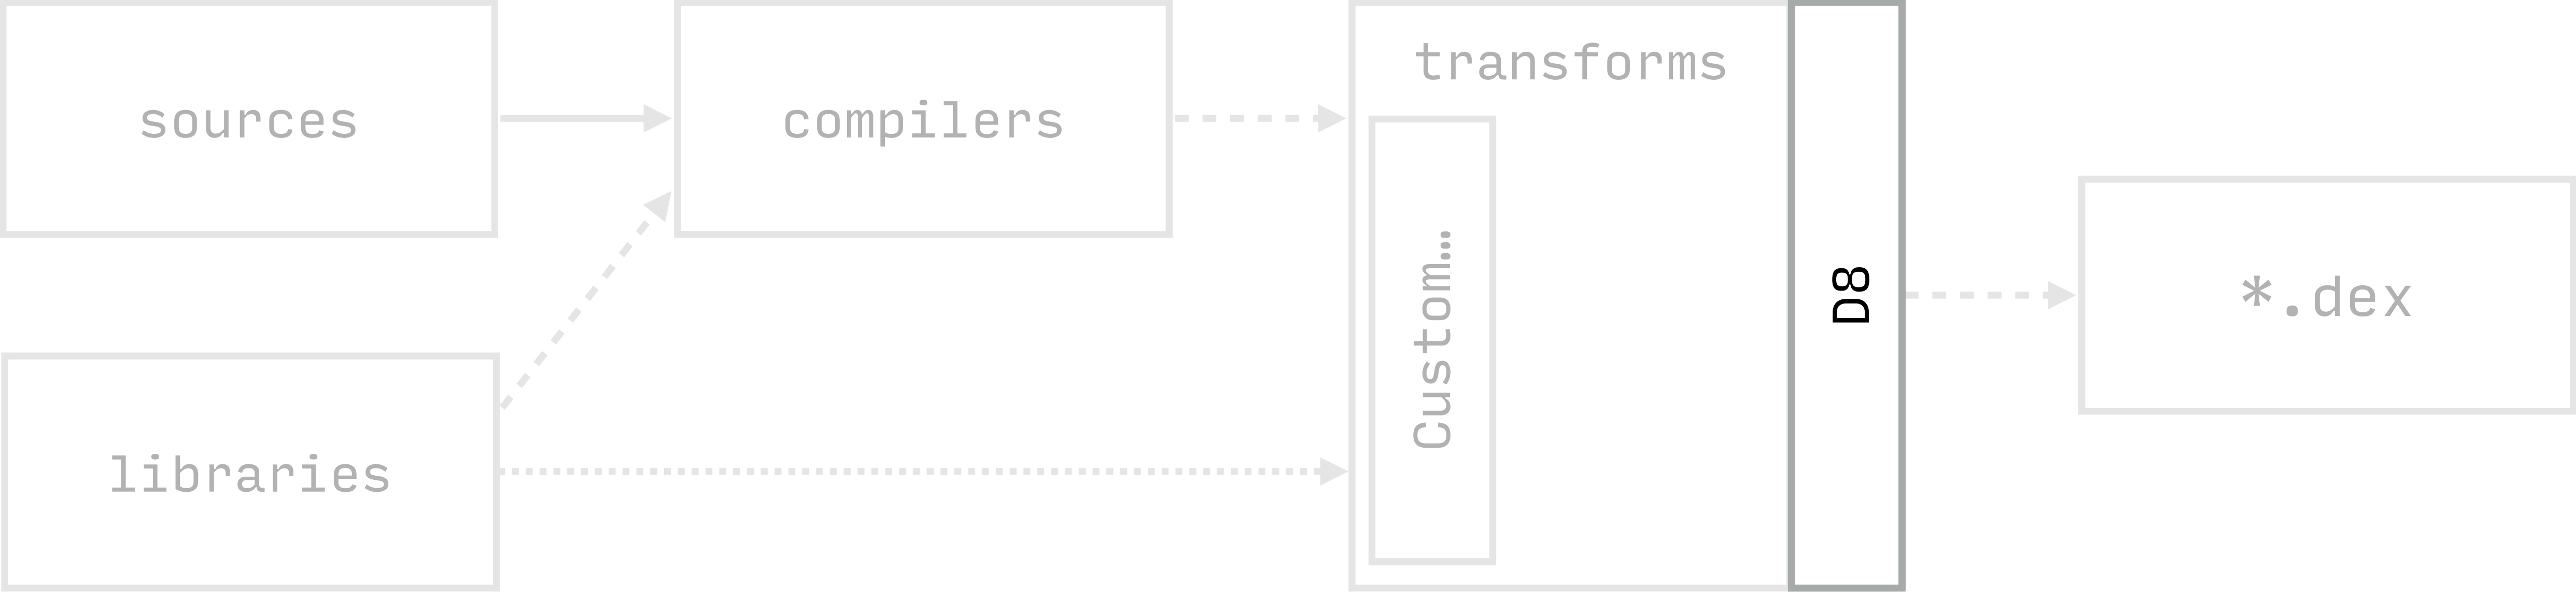 sources
compilers
transforms
Custom…
D8
*.dex
libraries